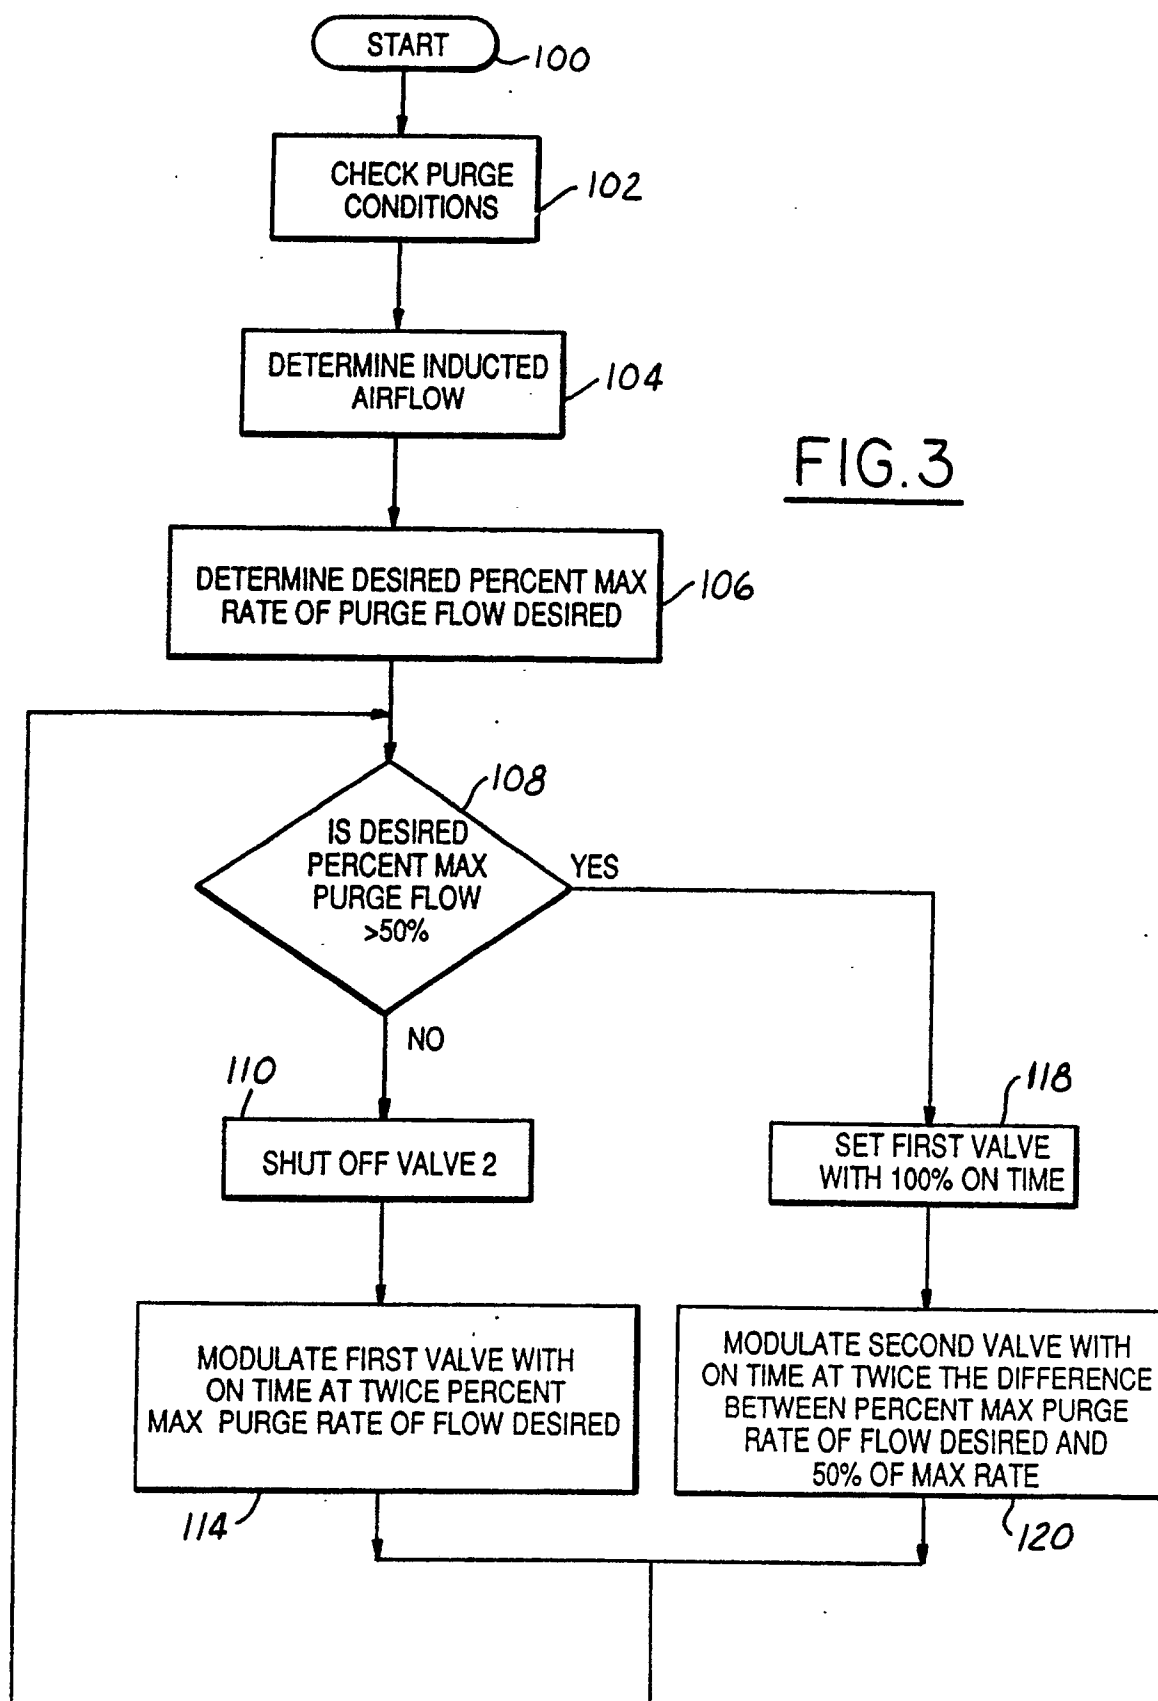 START
100
CHECK PURGE
CONDITIONS
102
DETERMINE INDUCTED
AIRFLOW
104
FIG.3
DETERMINE DESIRED PERCENT MAX
RATE OF PURGE FLOW DESIRED
106
108
IS DESIRED
PERCENT MAX
PURGE FLOW
>50%
YES
NO
110
SHUT OFF VALVE 2
118
SET FIRST VALVE
WITH 100% ON TIME
MODULATE FIRST VALVE WITH
ON TIME AT TWICE PERCENT
MAX PURGE RATE OF FLOW DESIRED
114
MODULATE SECOND VALVE WITH
ON TIME AT TWICE THE DIFFERENCE
BETWEEN PERCENT MAX PURGE
RATE OF FLOW DESIRED AND
50% OF MAX RATE
120